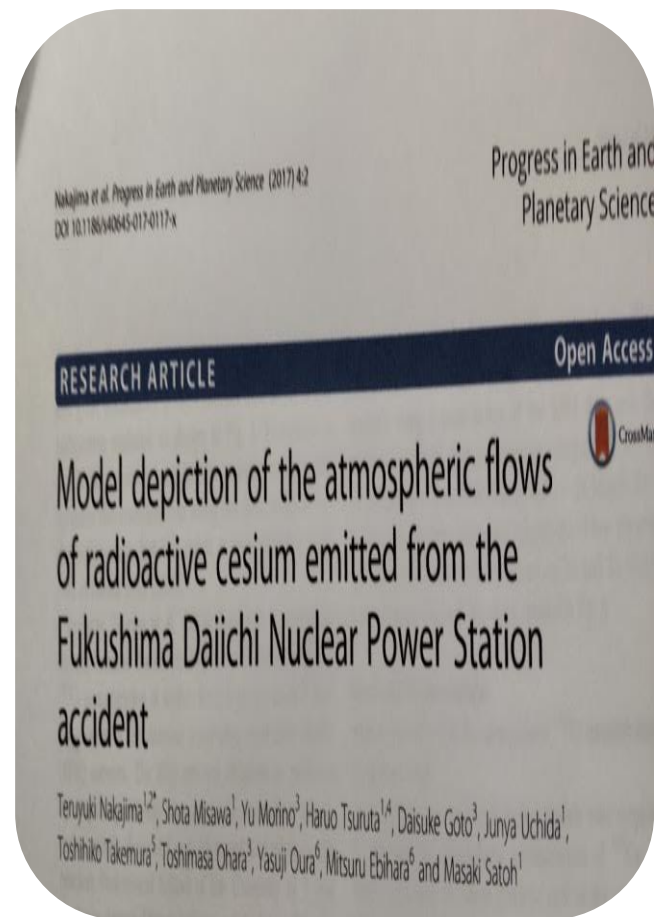 Nakajima et al. Progress in Earth and Planetary Science (2017) 4:2
DOI 10.1186/s40645-017-0117-x
Progress in Earth and
Planetary Science
RESEARCH ARTICLE
Open Access
CrossMar
Model depiction of the atmospheric flows
of radioactive cesium emitted from the
Fukushima Daiichi Nuclear Power Station
accident
Teruyuki Nakajima1,2*, Shota Misawa1, Yu Morino3, Haruo Tsuruta1,4, Daisuke Goto3, Junya Uchida1,
Toshihiko Takemura5, Toshimasa Ohara3, Yasuji Oura6, Mitsuru Ebihara6 and Masaki Satoh1